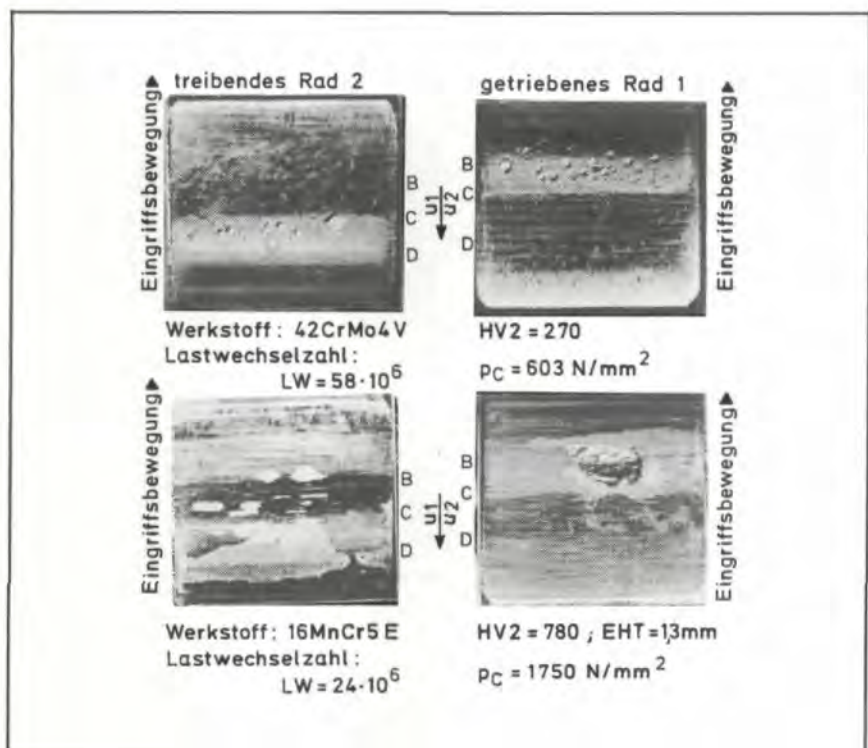 treibendes Rad 2
getriebenes Rad 1
Eingriffsbewegung ▲
B
C
D
u1
u2
B
C
D
Eingriffsbewegung ▲
Werkstoff: 42CrMo4V
Lastwechselzahl:
LW = 58·10⁶
HV2 = 270
pC = 603 N/mm²
Eingriffsbewegung ▲
B
C
D
u1
u2
B
C
D
Eingriffsbewegung ▲
Werkstoff: 16MnCr5E
Lastwechselzahl:
LW = 24·10⁶
HV2 = 780 ; EHT = 1,3mm
pC = 1750 N/mm²